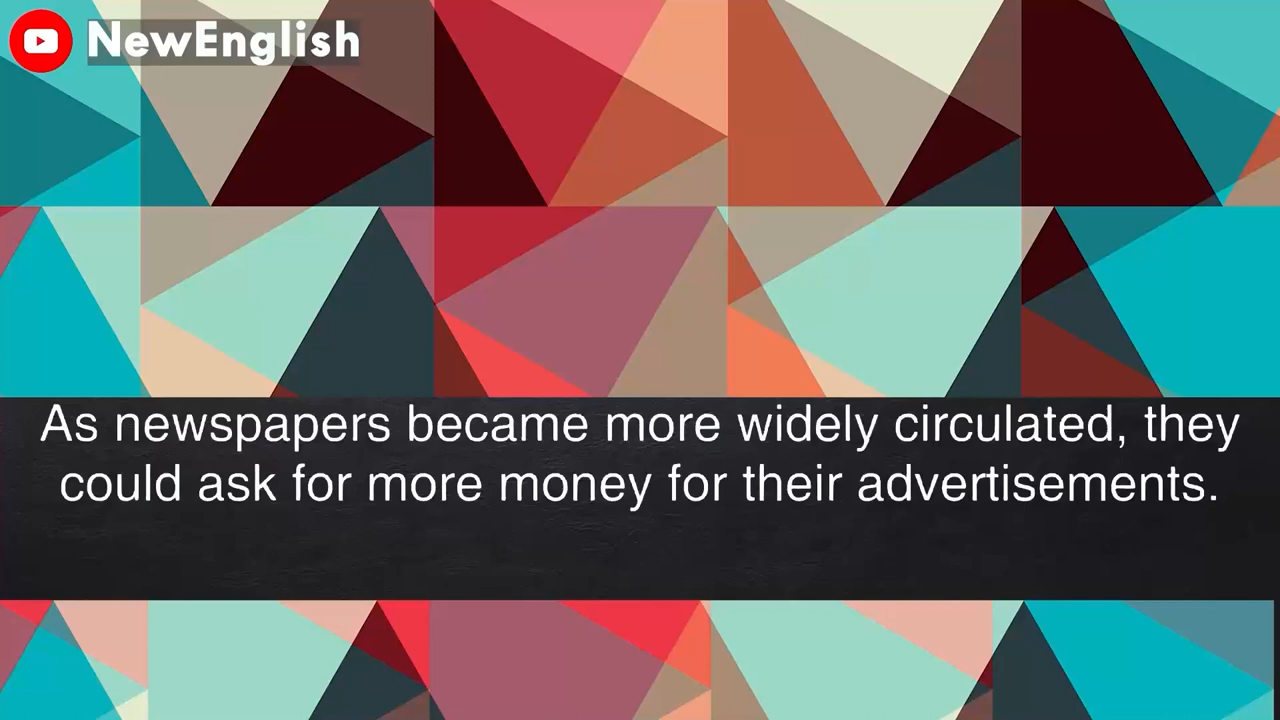 NewEnglish
As newspapers became more widely circulated, they
could ask for more money for their advertisements.